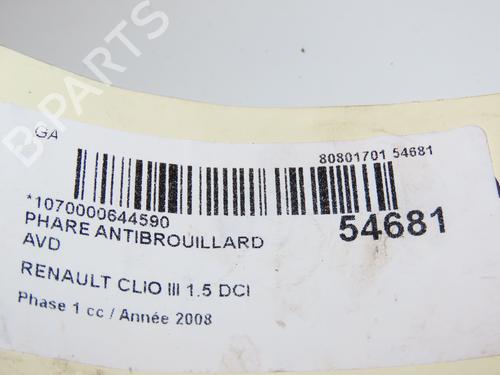 B-PARTS
GA
80801701 54681
*1070000644590
54681
PHARE ANTIBROUILLARD
AVD
RENAULT CLIO III 1.5 DCI
Phase 1 cc / Année 2008